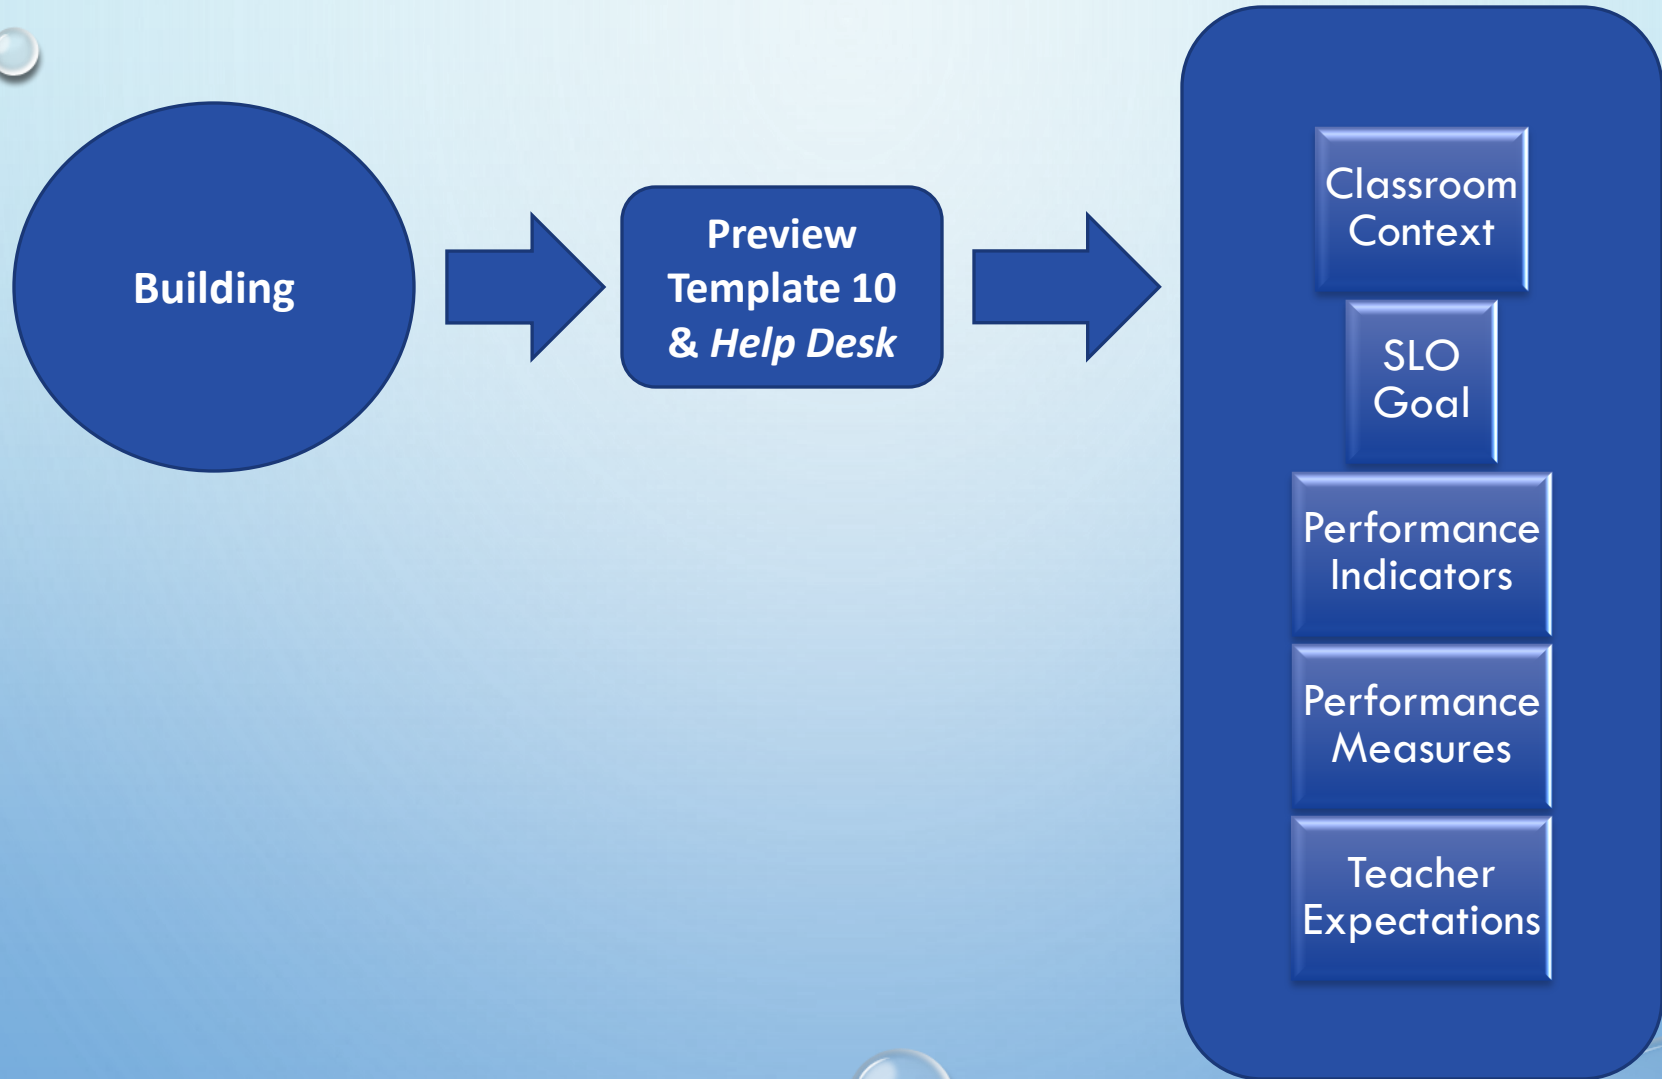 Building
Preview
Template 10
& Help Desk
Classroom
Context
SLO
Goal
Performance
Indicators
Performance
Measures
Teacher
Expectations